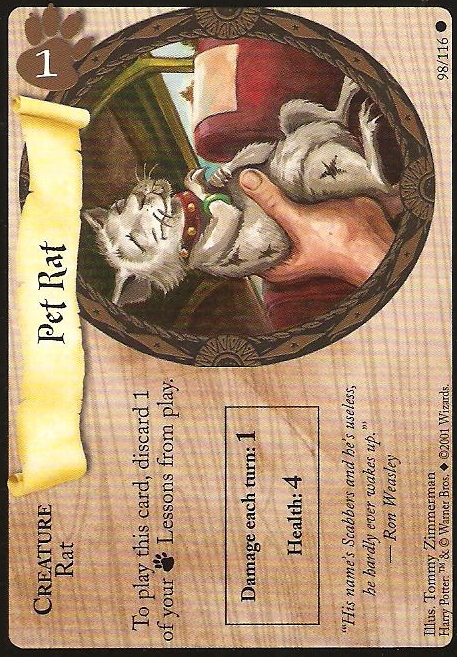 1
Pet Rat
CREATURE
Rat
To play this card, discard 1
of your Lessons from play.
Damage each turn: 1
Health: 4
“His name's Scabbers and he's useless,
he hardly ever wakes up.”
— Ron Weasley
Illus. Tommy Zimmerman
Harry Potter, ™ & © Warner Bros. ◆ ©2001 Wizards.
98/116 ●